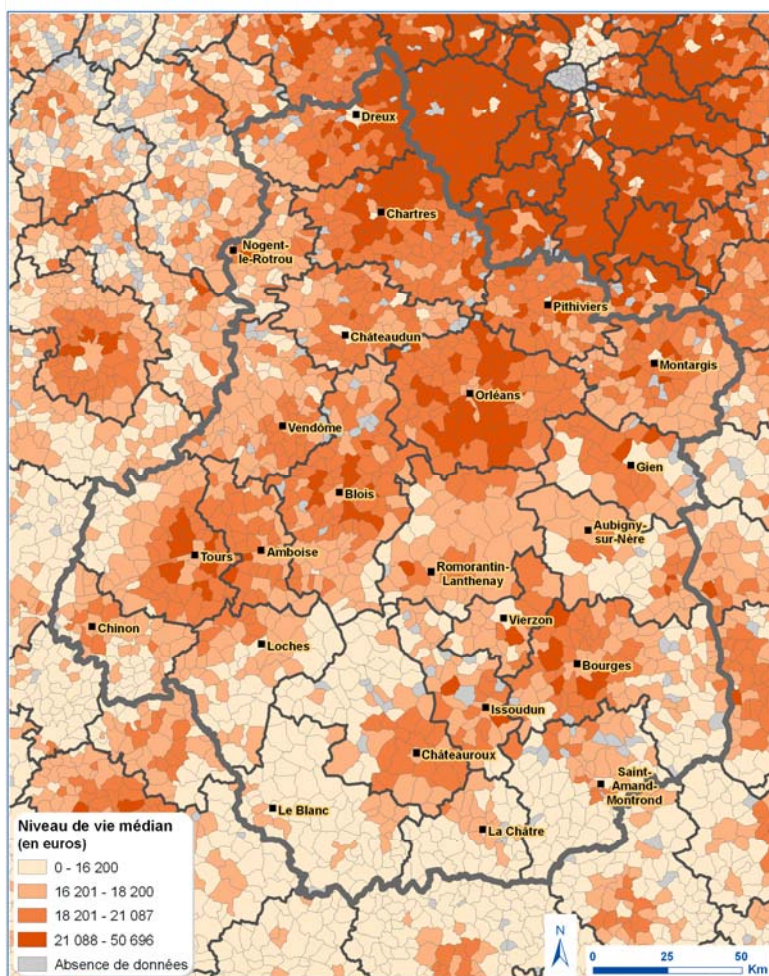 Dreux
Chartres
Nogent-
le-Rotrou
Pithiviers
Châteaudun
Montargis
Orléans
Vendôme
Gien
Blois
Aubigny-
sur-Nère
Tours
Amboise
Romorantin-
Lanthenay
Vierzon
Chinon
Loches
Bourges
Issoudun
Châteauroux
Saint-
Amand-
Montrond
Le Blanc
La Châtre
Niveau de vie médian
(en euros)
0 - 16 200
16 201 - 18 200
18 201 - 21 087
21 088 - 50 696
Absence de données
N
0 25 50
Km